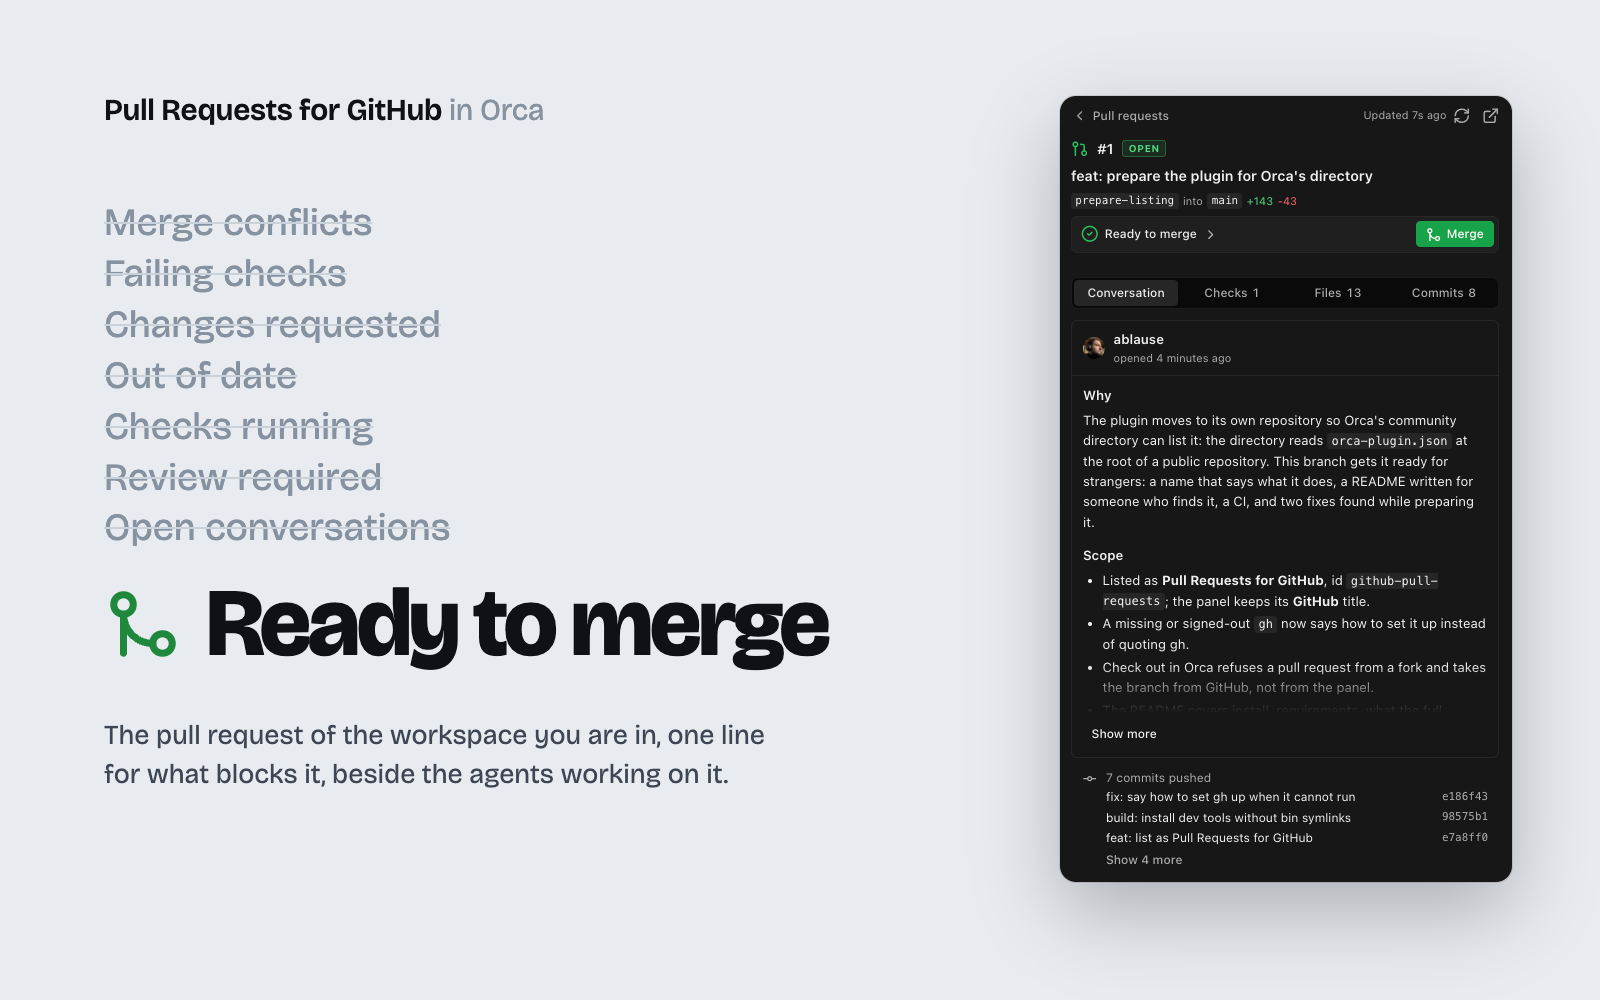 Pull Requests for GitHub in Orca
Merge conflicts
Failing checks
Changes requested
Out of date
Checks running
Review required
Open conversations
Ready to merge
The pull request of the workspace you are in, one line
for what blocks it, beside the agents working on it.
Pull requests
Updated 7s ago
#1 OPEN
feat: prepare the plugin for Orca's directory
prepare-listing into main +143 -43
Ready to merge
Merge
Conversation
Checks 1
Files 13
Commits 8
ablause
opened 4 minutes ago
Why
The plugin moves to its own repository so Orca's community
directory can list it: the directory reads orca-plugin.json at
the root of a public repository. This branch gets it ready for
strangers: a name that says what it does, a README written for
someone who finds it, a CI, and two fixes found while preparing
it.
Scope
• Listed as Pull Requests for GitHub, id github-pull-
requests; the panel keeps its GitHub title.
• A missing or signed-out gh now says how to set it up instead
of quoting gh.
• Check out in Orca refuses a pull request from a fork and takes
the branch from GitHub, not from the panel.
• The README covers install, requirements, what the full
Show more
7 commits pushed
fix: say how to set gh up when it cannot run e186f43
build: install dev tools without bin symlinks 98575b1
feat: list as Pull Requests for GitHub e7a8ff0
Show 4 more